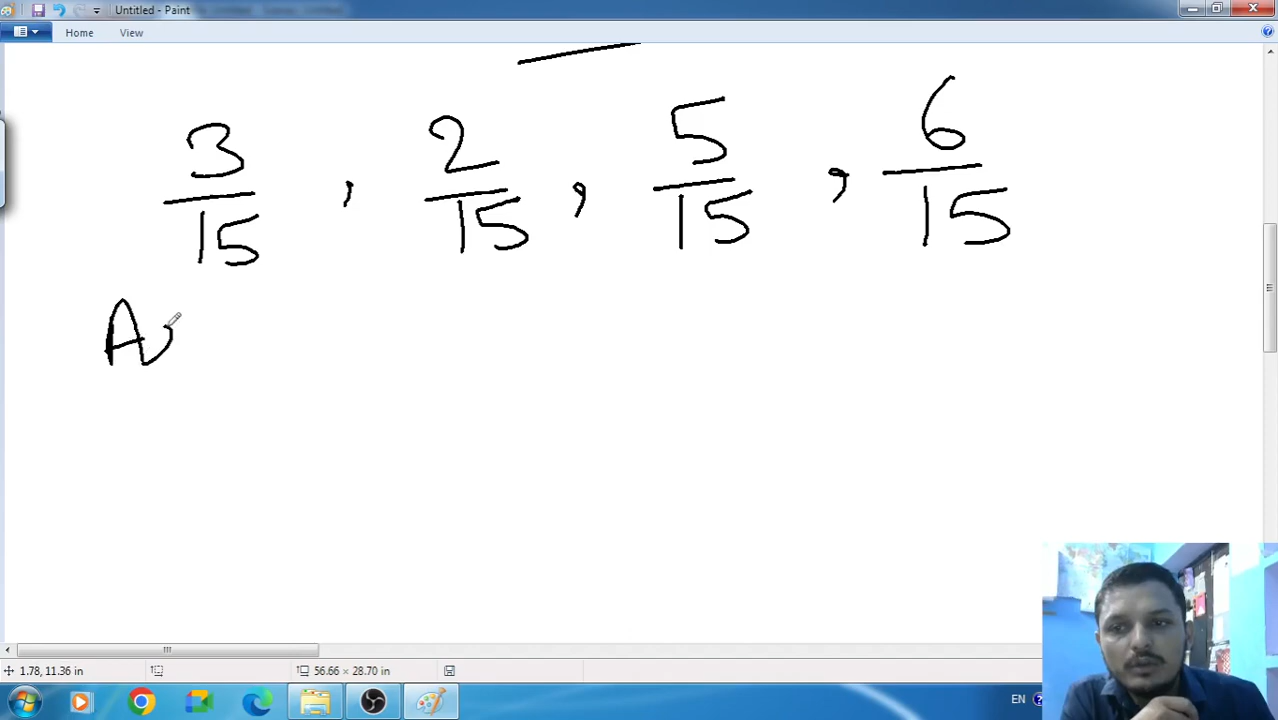 Untitled - Paint
Home View
3/15 , 2/15 , 5/15 , 6/15
1.78, 11.36 in 56.66 × 28.70 in
EN